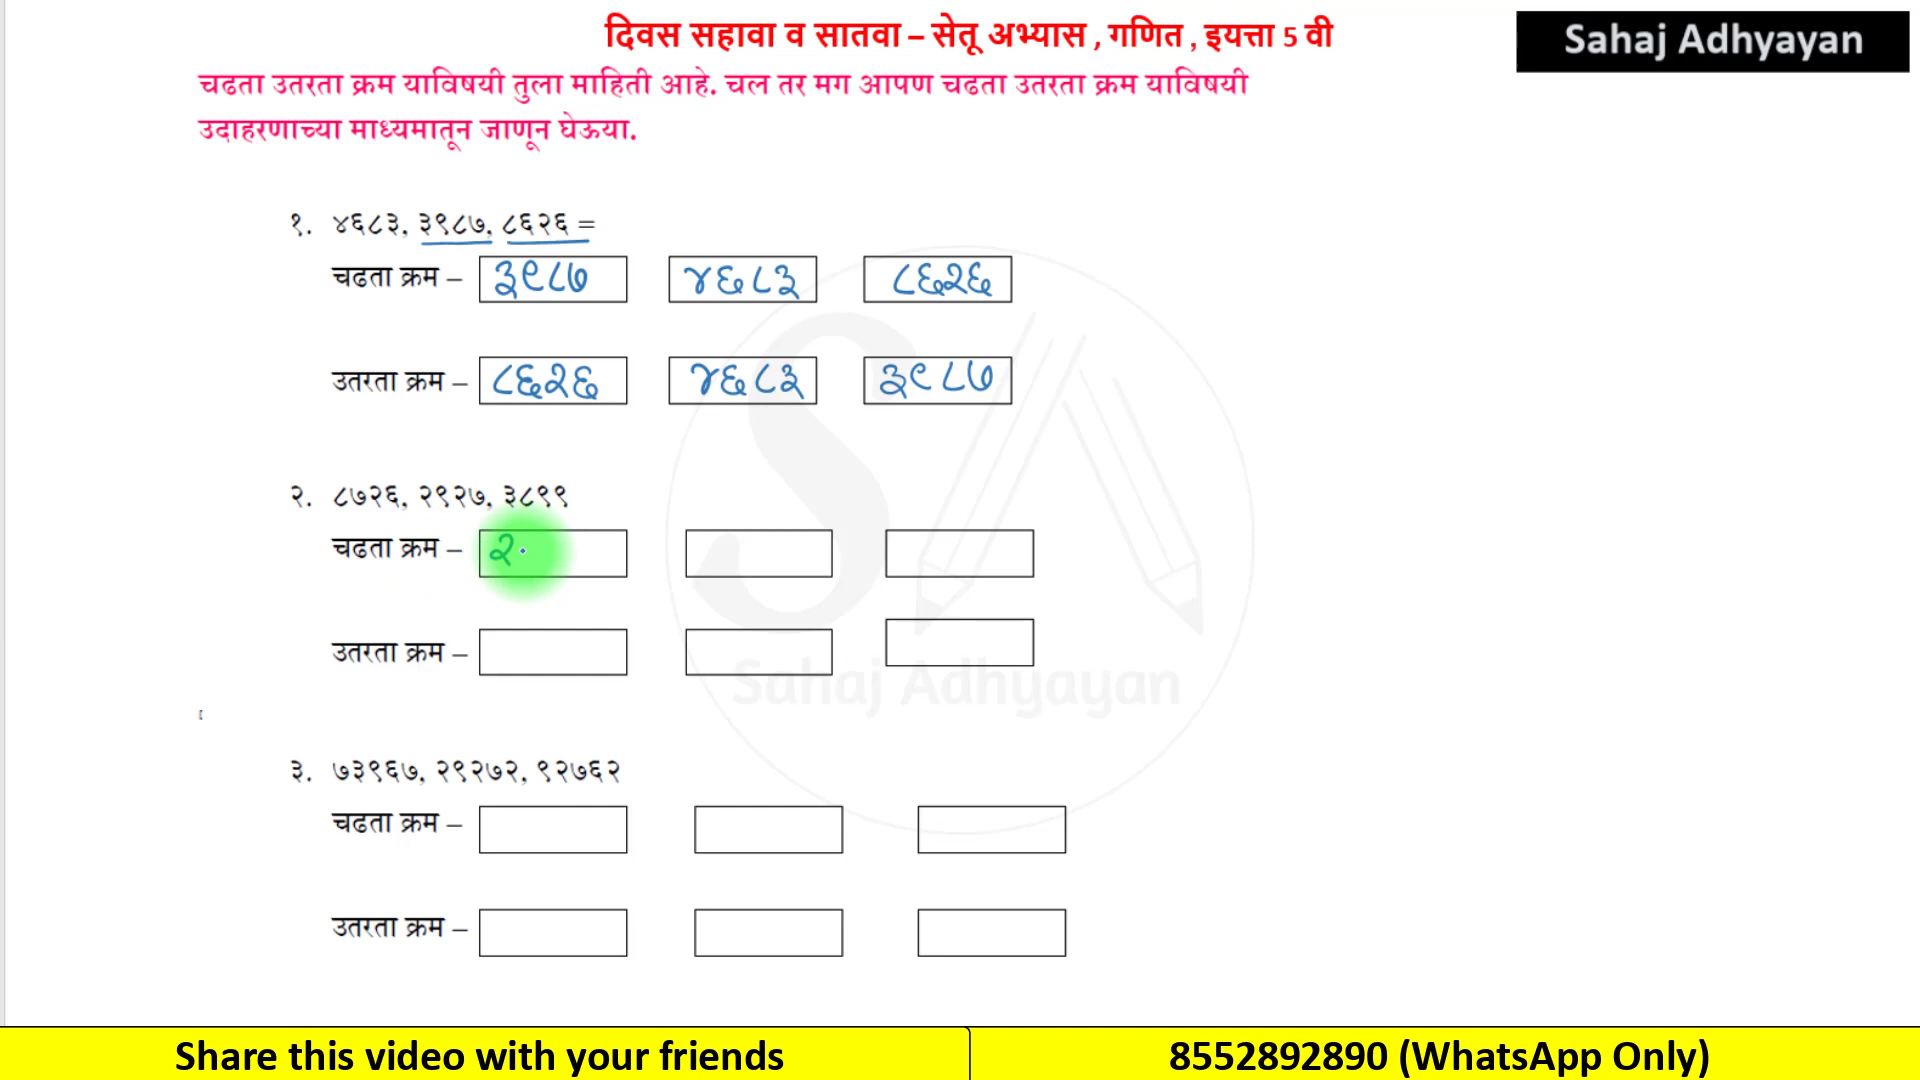 दिवस सहावा व सातवा – सेतू अभ्यास , गणित , इयत्ता 5 वी
Sahaj Adhyayan
चढता उतरता क्रम याविषयी तुला माहिती आहे. चल तर मग आपण चढता उतरता क्रम याविषयी
उदाहरणाच्या माध्यमातून जाणून घेऊया.
१. ४६८३, ३९८७, ८६२६ =
चढता क्रम – ३९८७ ४६८३ ८६२६
उतरता क्रम – ८६२६ ४६८३ ३९८७
२. ८७२६, २९२७, ३८९९
चढता क्रम – २
उतरता क्रम –
Sahaj Adhyayan
३. ७३९६७, २९२७२, ९२७६२
चढता क्रम –
उतरता क्रम –
Share this video with your friends
8552892890 (WhatsApp Only)